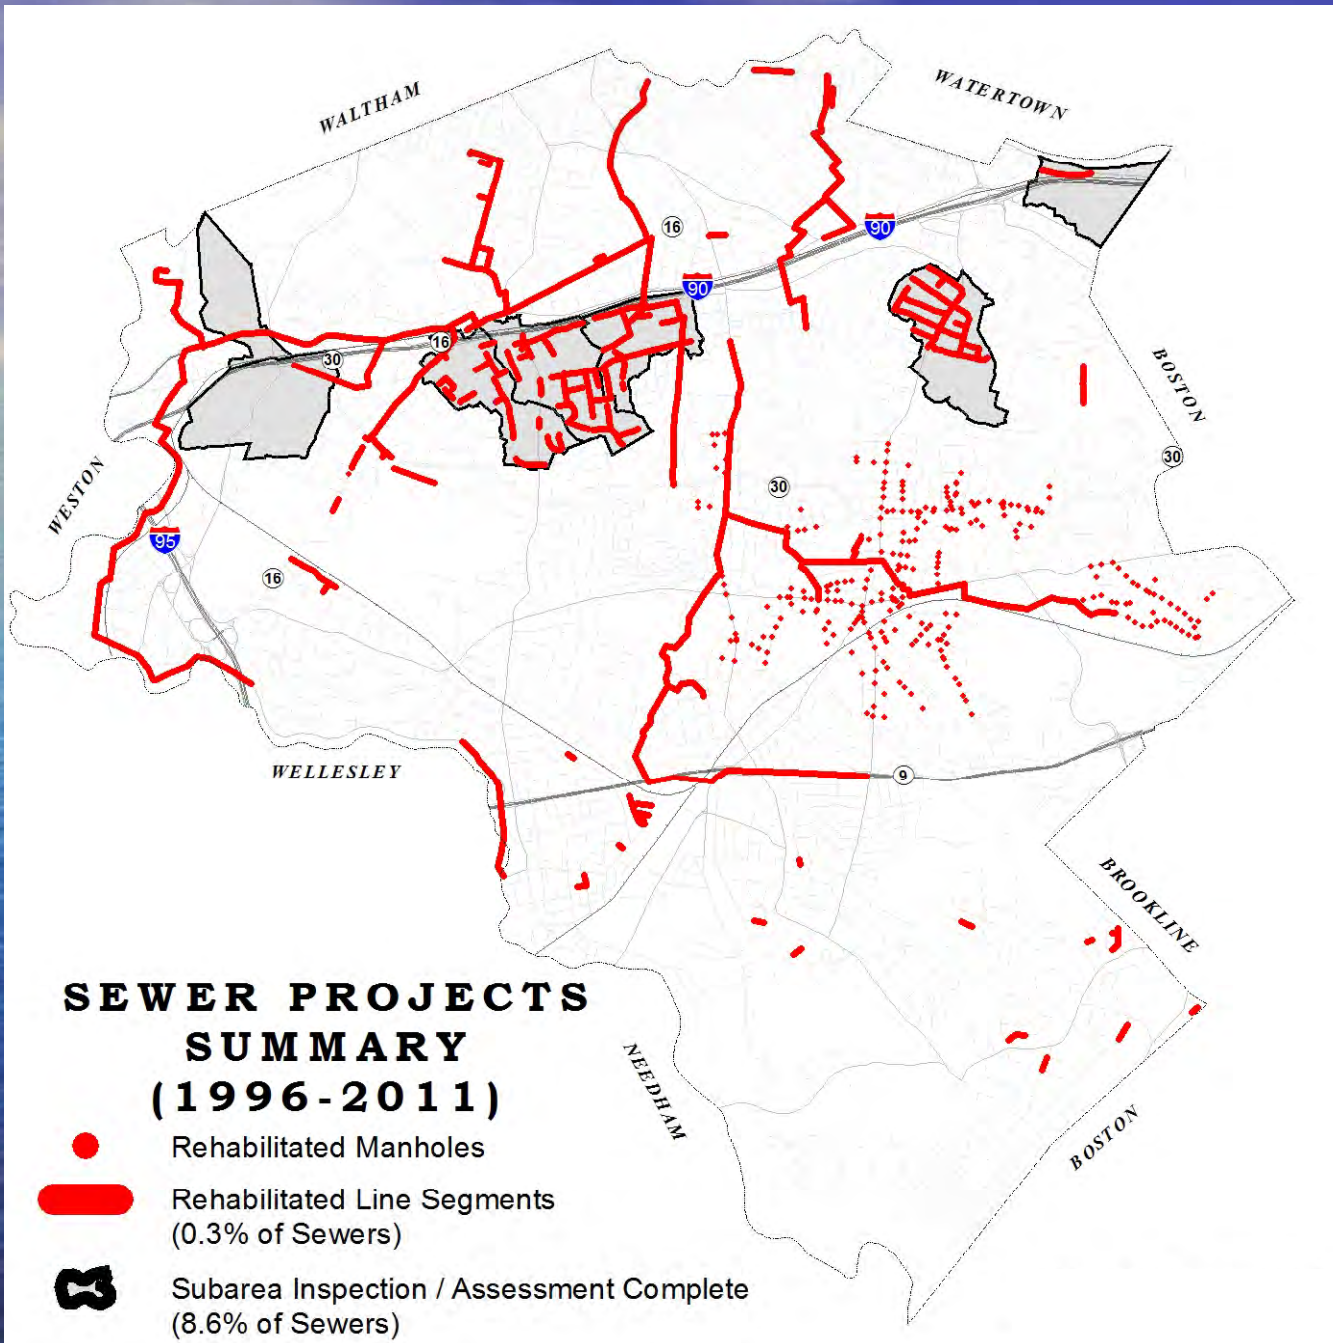 WALTHAM
WATERTOWN
16
90
90
16
30
BOSTON
30
WESTON
30
95
16
WELLESLEY
9
BROOKLINE
NEEDHAM
BOSTON
SEWER PROJECTS
SUMMARY
(1996-2011)
Rehabilitated Manholes
Rehabilitated Line Segments
(0.3% of Sewers)
Subarea Inspection / Assessment Complete
(8.6% of Sewers)